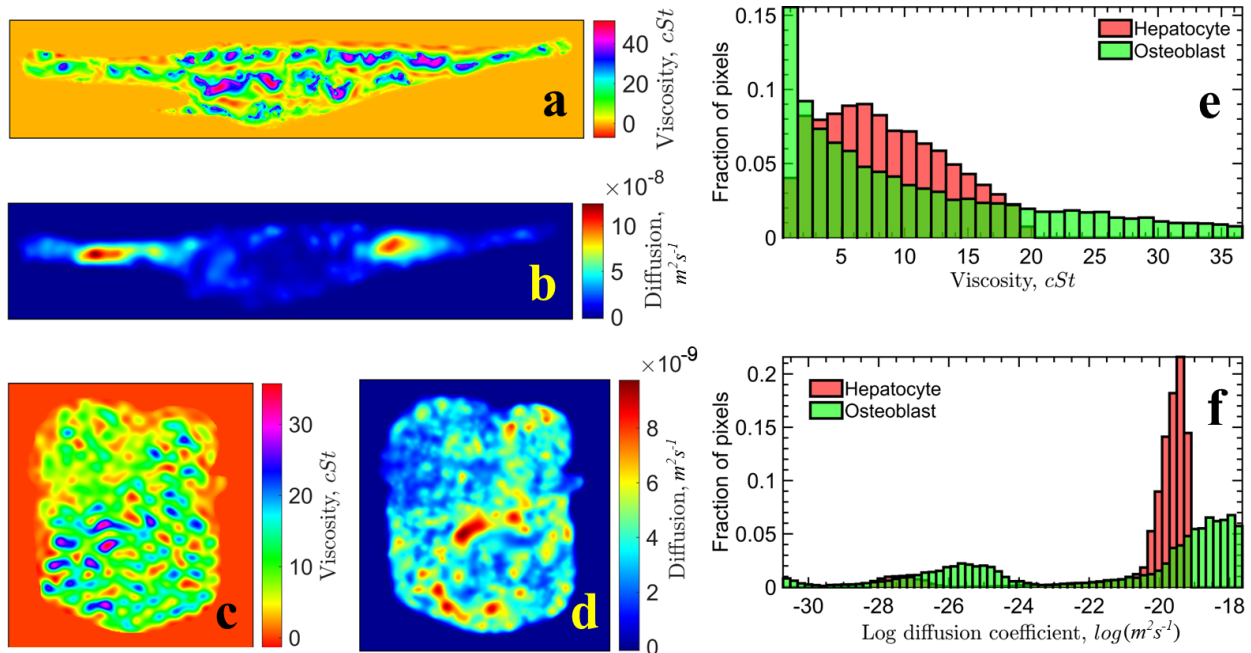 a
40
20
0
Viscosity, cSt
×10⁻⁸
b
10
5
0
Diffusion,
m²s⁻¹
c
30
20
10
0
Viscosity, cSt
×10⁻⁹
d
8
6
4
2
0
Diffusion, m²s⁻¹
e
Hepatocyte
Osteoblast
0.15
0.1
0.05
0
Fraction of pixels
5 10 15 20 25 30 35
Viscosity, cSt
f
Hepatocyte
Osteoblast
0.2
0.15
0.1
0.05
0
Fraction of pixels
-30 -28 -26 -24 -22 -20 -18
Log diffusion coefficient, log(m²s⁻¹)